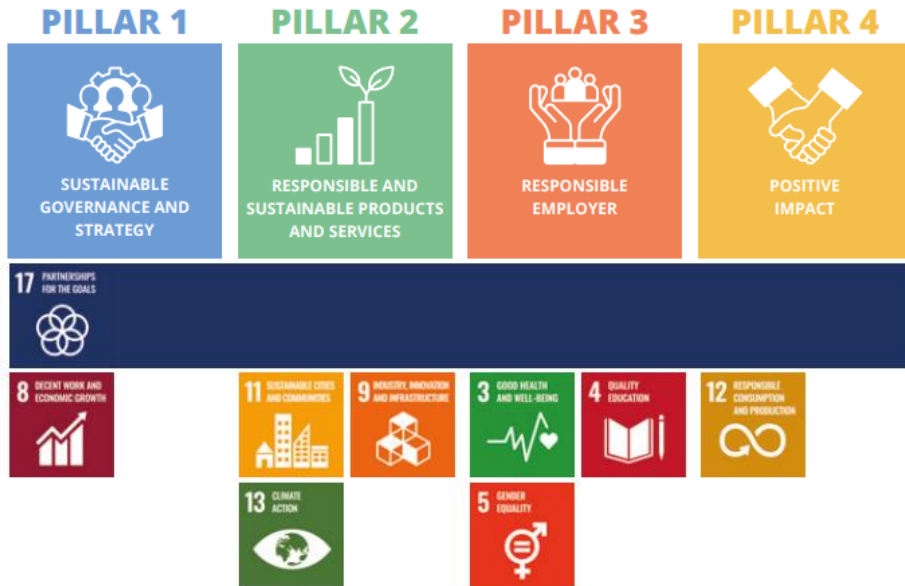 PILLAR 1
PILLAR 2
PILLAR 3
PILLAR 4
SUSTAINABLE
GOVERNANCE AND
STRATEGY
RESPONSIBLE AND
SUSTAINABLE PRODUCTS
AND SERVICES
RESPONSIBLE
EMPLOYER
POSITIVE
IMPACT
17 PARTNERSHIPS
FOR THE GOALS
8 DECENT WORK AND
ECONOMIC GROWTH
11 SUSTAINABLE CITIES
AND COMMUNITIES
9 INDUSTRY, INNOVATION
AND INFRASTRUCTURE
3 GOOD HEALTH
AND WELL-BEING
4 QUALITY
EDUCATION
12 RESPONSIBLE
CONSUMPTION
AND PRODUCTION
13 CLIMATE
ACTION
5 GENDER
EQUALITY